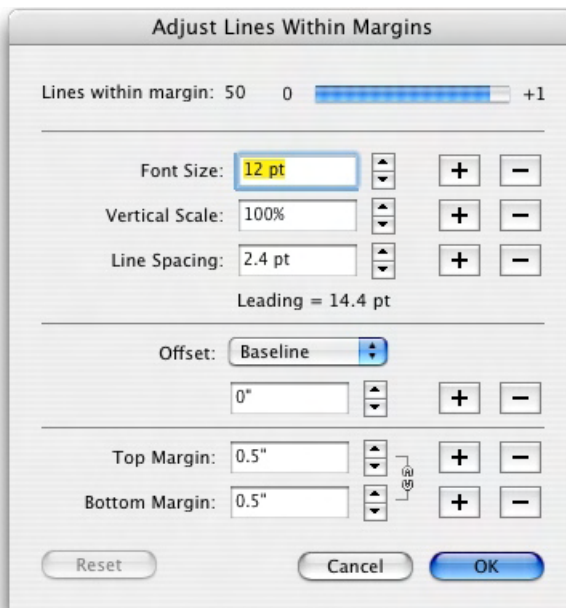 Adjust Lines Within Margins
Lines within margin: 50 0 +1
Font Size: 12 pt + −
Vertical Scale: 100% + −
Line Spacing: 2.4 pt + −
Leading = 14.4 pt
Offset: Baseline
0" + −
Top Margin: 0.5" + −
Bottom Margin: 0.5" + −
Reset Cancel OK